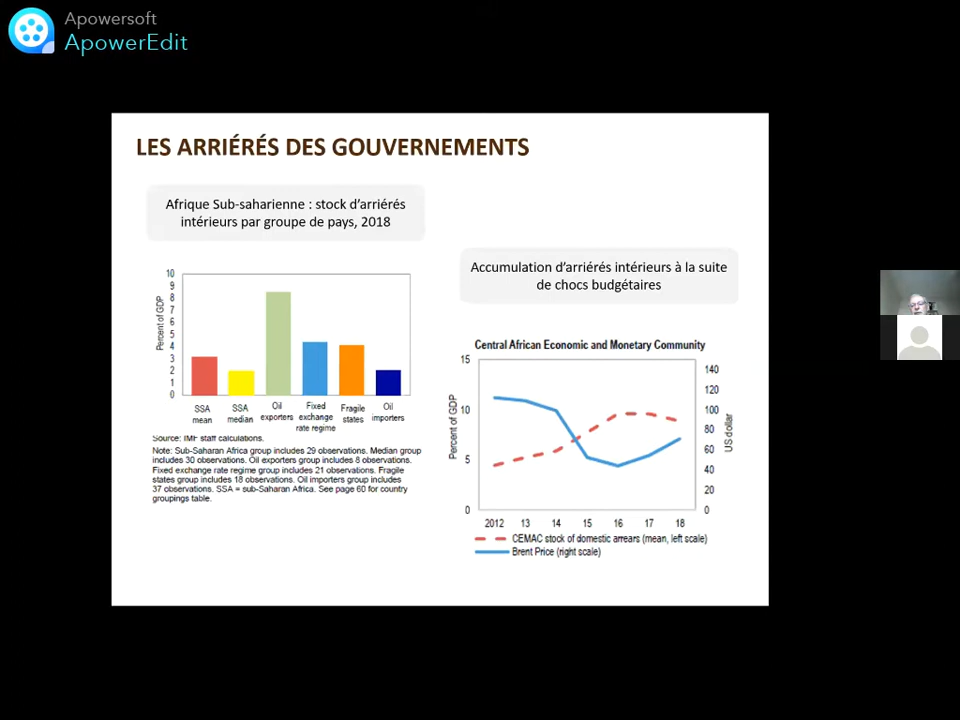 Apowersoft
ApowerEdit
LES ARRIÉRÉS DES GOUVERNEMENTS
Afrique Sub-saharienne : stock d'arriérés
intérieurs par groupe de pays, 2018
10
9
8
7
6
5
4
3
2
1
0
Percent of GDP
SSA
mean
SSA
median
Oil
exporters
Fixed
exchange
rate regime
Fragile
states
Oil
importers
Source: IMF staff calculations.
Note: Sub-Saharan Africa group includes 29 observations. Median group
includes 30 observations. Oil exporters group includes 8 observations.
Fixed exchange rate regime group includes 21 observations. Fragile
states group includes 18 observations. Oil importers group includes
37 observations. SSA = sub-Saharan Africa. See page 60 for country
groupings table.
Accumulation d'arriérés intérieurs à la suite
de chocs budgétaires
Central African Economic and Monetary Community
15
10
5
0
Percent of GDP
140
120
100
80
60
40
20
0
US dollar
2012 13 14 15 16 17 18
CEMAC stock of domestic arrears (mean, left scale)
Brent Price (right scale)